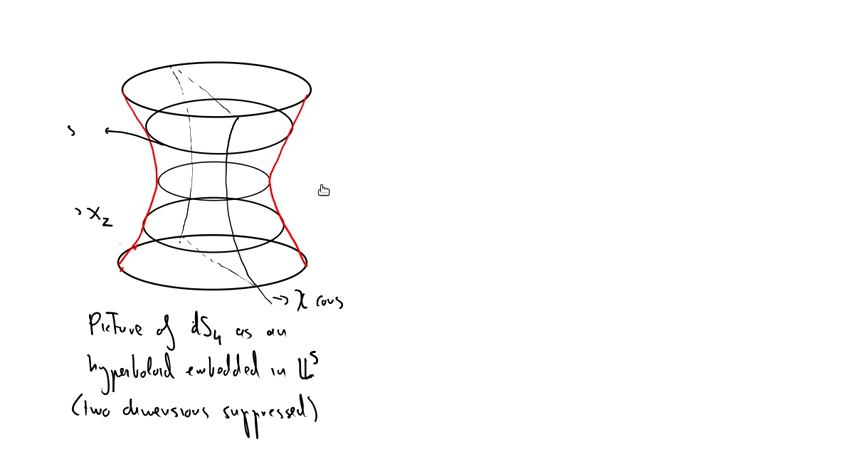 s
X₂
→ χ cons
Picture of dS₄ as an
hyperboloid embedded in 𝕃⁵
(two dimensions suppressed)